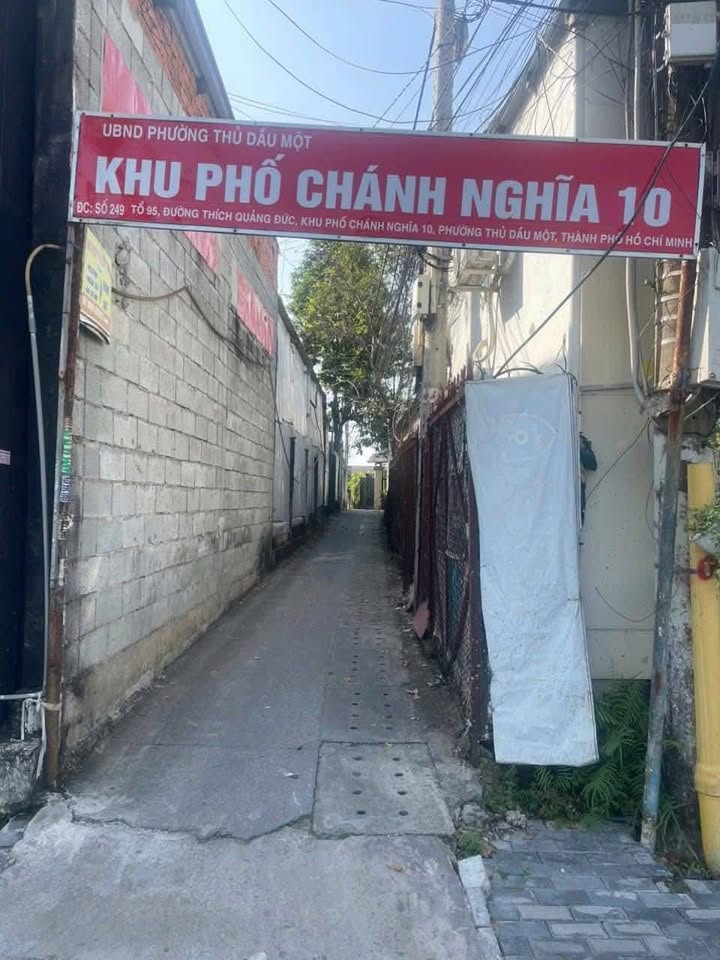 UBND PHƯỜNG THỦ DẦU MỘT
KHU PHỐ CHÁNH NGHĨA 10
ĐC: SỐ 249 TỔ 95, ĐƯỜNG THÍCH QUẢNG ĐỨC, KHU PHỐ CHÁNH NGHĨA 10, PHƯỜNG THỦ DẦU MỘT, THÀNH PHỐ HỒ CHÍ MINH